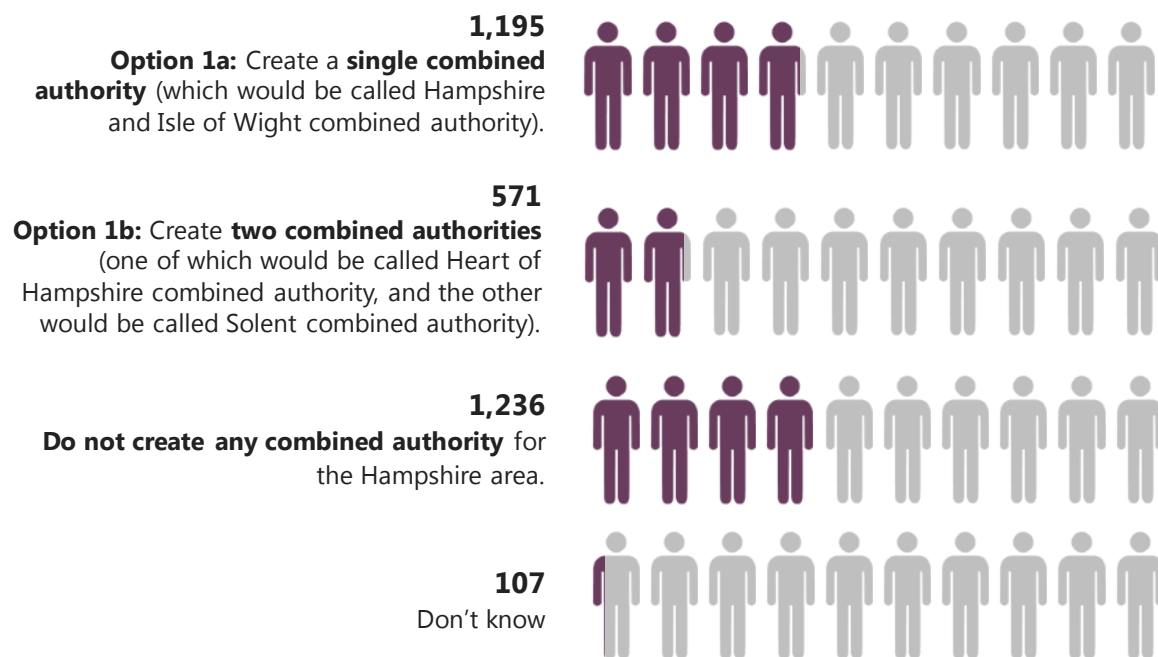 1,195
Option 1a: Create a single combined
authority (which would be called Hampshire
and Isle of Wight combined authority).
571
Option 1b: Create two combined authorities
(one of which would be called Heart of
Hampshire combined authority, and the other
would be called Solent combined authority).
1,236
Do not create any combined authority for
the Hampshire area.
107
Don’t know